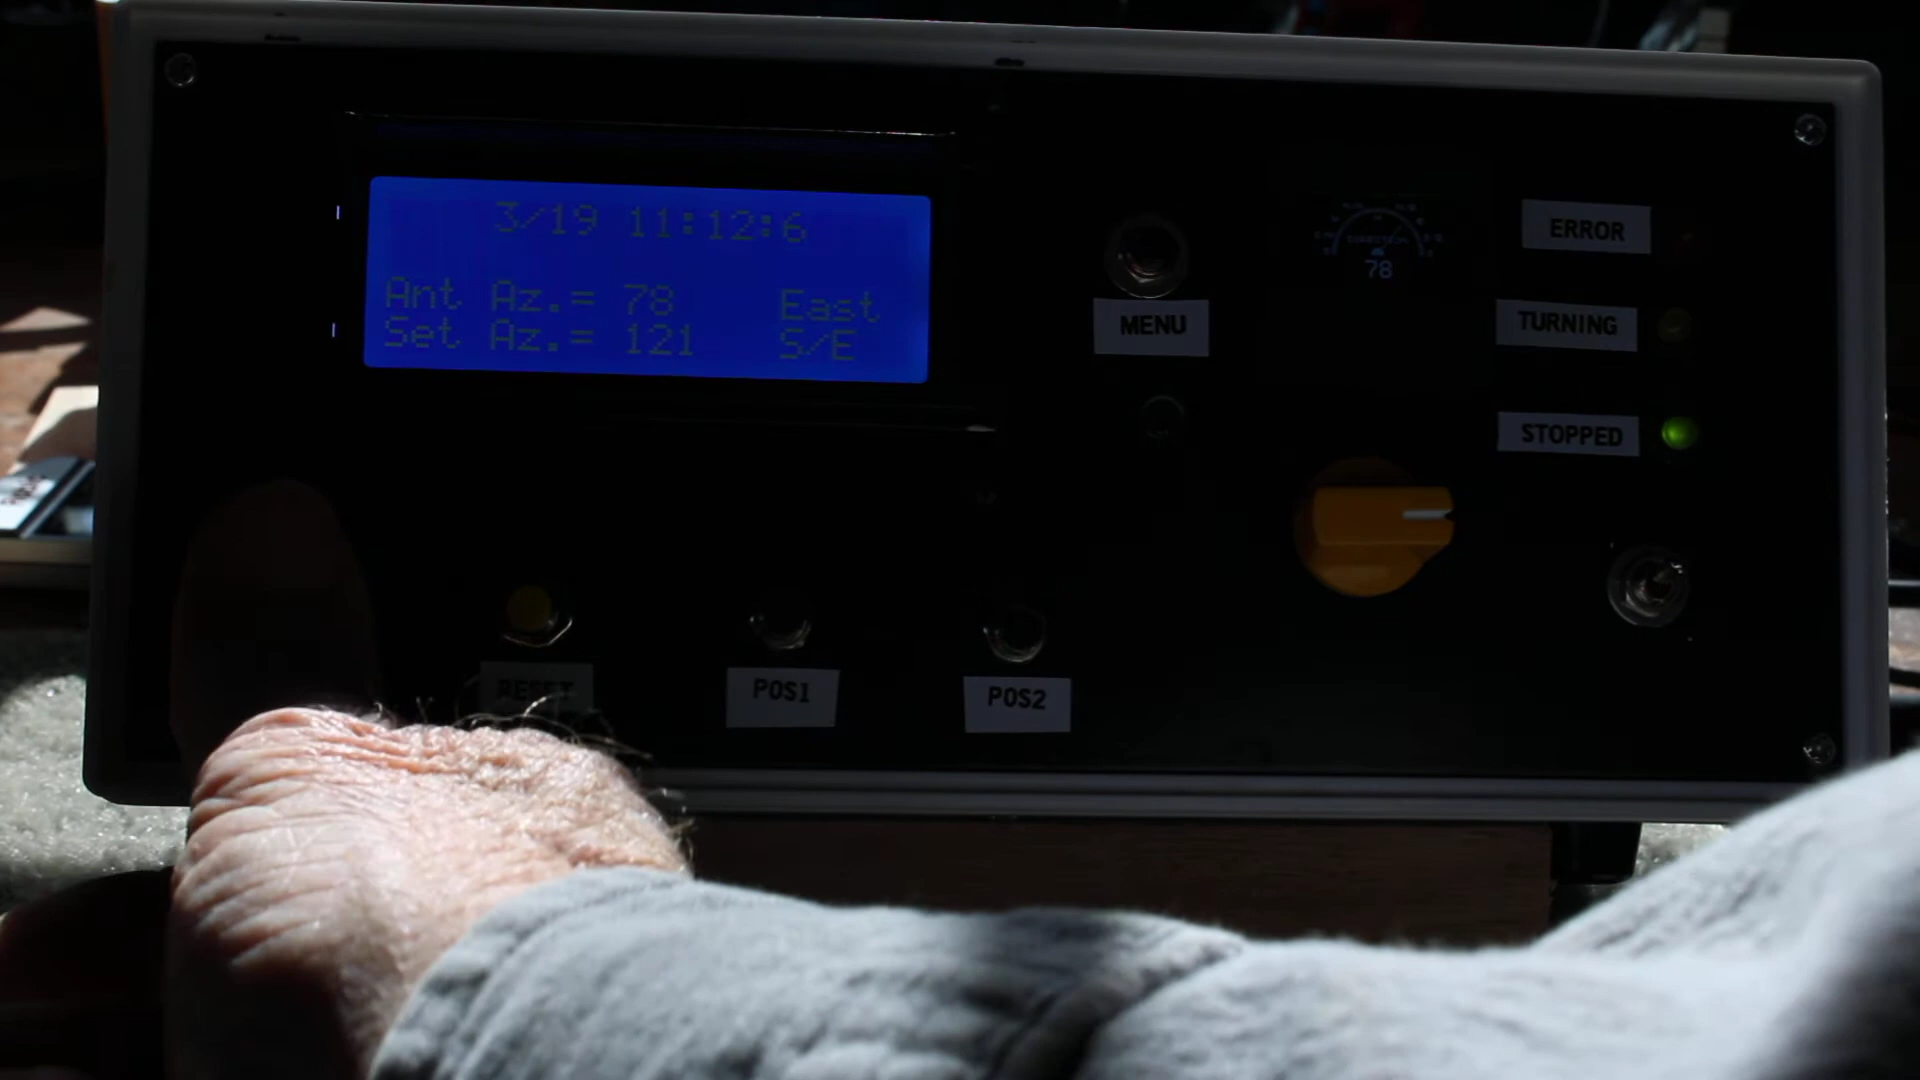 3/19 11:12:6
Ant Az.= 78 East
Set Az.= 121 S/E
MENU
78
ERROR
TURNING
STOPPED
RESET
POS1
POS2